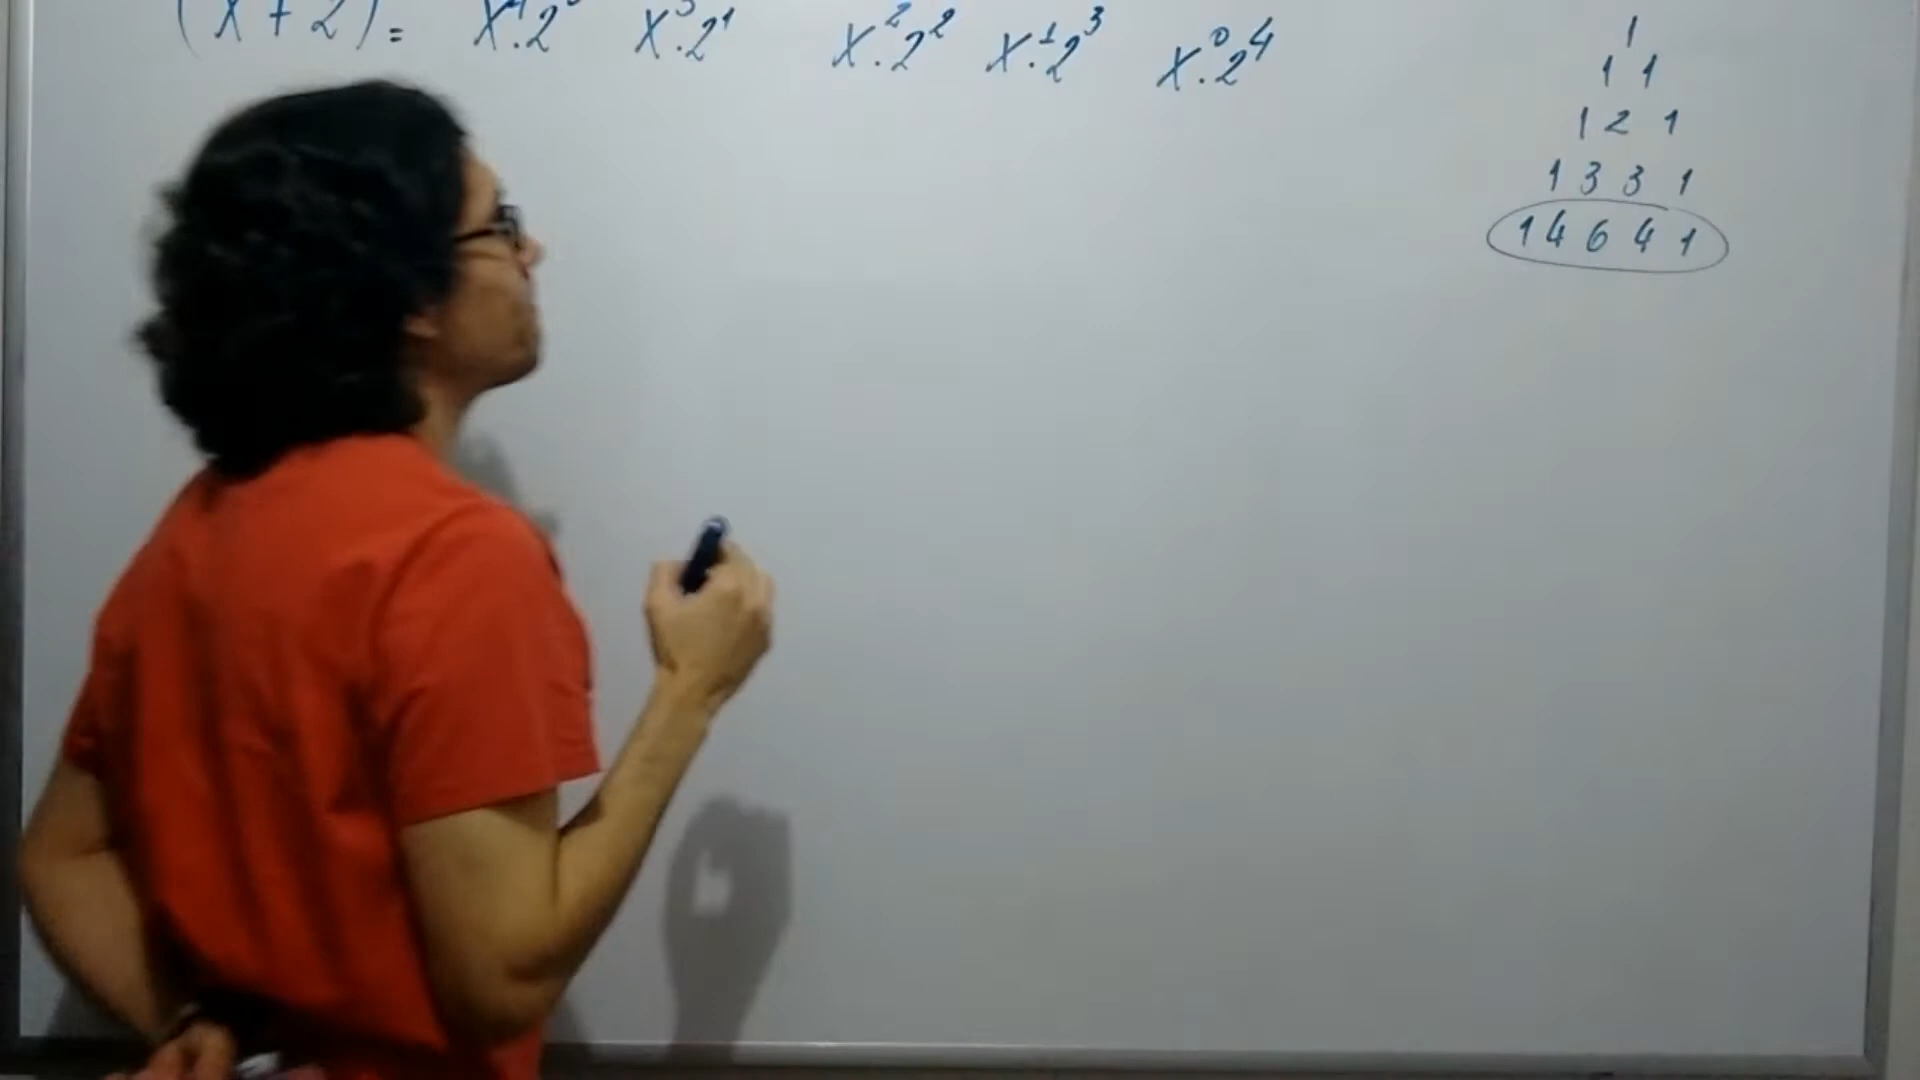 (x+2) = x⁴.2⁰ x³.2¹ x².2² x¹.2³ x⁰.2⁴
1
1 1
1 2 1
1 3 3 1
1 4 6 4 1